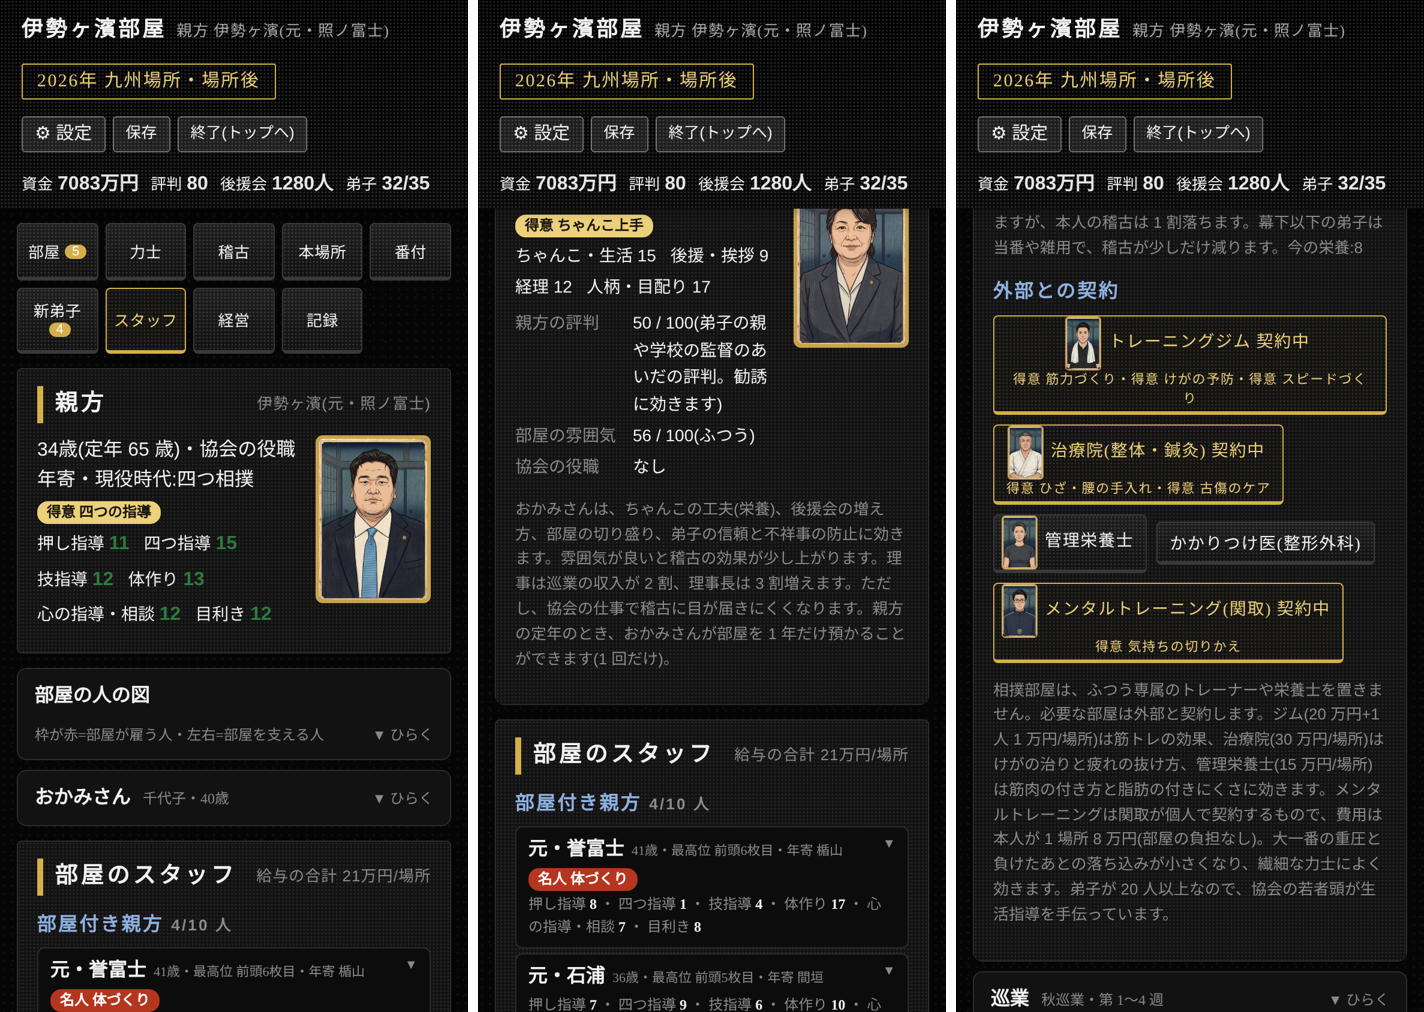 伊勢ヶ濱部屋 親方 伊勢ヶ濱(元・照ノ富士)
2026年 九州場所・場所後
⚙ 設定 保存 終了(トップへ)
資金 7083万円 評判 80 後援会 1280人 弟子 32/35
部屋 5 力士 稽古 本場所 番付
新弟子 4 スタッフ 経営 記録
親方 伊勢ヶ濱(元・照ノ富士)
34歳(定年 65 歳)・協会の役職
年寄・現役時代:四つ相撲
得意 四つの指導
押し指導 11 四つ指導 15
技指導 12 体作り 13
心の指導・相談 12 目利き 12
部屋の人の図
枠が赤=部屋が雇う人・左右=部屋を支える人 ▼ ひらく
おかみさん 千代子・40歳 ▼ ひらく
部屋のスタッフ 給与の合計 21万円/場所
部屋付き親方 4/10 人
元・誉富士 41歳・最高位 前頭6枚目・年寄 楯山 ▼
名人 体づくり
伊勢ヶ濱部屋 親方 伊勢ヶ濱(元・照ノ富士)
2026年 九州場所・場所後
⚙ 設定 保存 終了(トップへ)
資金 7083万円 評判 80 後援会 1280人 弟子 32/35
得意 ちゃんこ上手
ちゃんこ・生活 15 後援・挨拶 9
経理 12 人柄・目配り 17
親方の評判 50 / 100(弟子の親
や学校の監督のあ
いだの評判。勧誘
に効きます)
部屋の雰囲気 56 / 100(ふつう)
協会の役職 なし
おかみさんは、ちゃんこの工夫(栄養)、後援会の増え
方、部屋の切り盛り、弟子の信頼と不祥事の防止に効き
ます。雰囲気が良いと稽古の効果が少し上がります。理
事は巡業の収入が 2 割、理事長は 3 割増えます。ただ
し、協会の仕事で稽古に目が届きにくくなります。親方
の定年のとき、おかみさんが部屋を 1 年だけ預かること
ができます(1 回だけ)。
部屋のスタッフ 給与の合計 21万円/場所
部屋付き親方 4/10 人
元・誉富士 41歳・最高位 前頭6枚目・年寄 楯山 ▼
名人 体づくり
押し指導 8 ・ 四つ指導 1 ・ 技指導 4 ・ 体作り 17 ・ 心
の指導・相談 7 ・ 目利き 8
元・石浦 36歳・最高位 前頭5枚目・年寄 間垣 ▼
押し指導 7 ・ 四つ指導 9 ・ 技指導 6 ・ 体作り 10 ・ 心
伊勢ヶ濱部屋 親方 伊勢ヶ濱(元・照ノ富士)
2026年 九州場所・場所後
⚙ 設定 保存 終了(トップへ)
資金 7083万円 評判 80 後援会 1280人 弟子 32/35
ますが、本人の稽古は 1 割落ちます。幕下以下の弟子は
当番や雑用で、稽古が少しだけ減ります。今の栄養:8
外部との契約
トレーニングジム 契約中
得意 筋力づくり・得意 けがの予防・得意 スピードづく
り
治療院(整体・鍼灸) 契約中
得意 ひざ・腰の手入れ・得意 古傷のケア
管理栄養士 かかりつけ医(整形外科)
メンタルトレーニング(関取) 契約中
得意 気持ちの切りかえ
相撲部屋は、ふつう専属のトレーナーや栄養士を置きま
せん。必要な部屋は外部と契約します。ジム(20 万円+1
人 1 万円/場所)は筋トレの効果、治療院(30 万円/場所)は
けがの治りと疲れの抜け方、管理栄養士(15 万円/場所)
は筋肉の付き方と脂肪の付きにくさに効きます。メンタ
ルトレーニングは関取が個人で契約するもので、費用は
本人が 1 場所 8 万円(部屋の負担なし)。大一番の重圧と
負けたあとの落ち込みが小さくなり、繊細な力士によく
効きます。弟子が 20 人以上なので、協会の若者頭が生
活指導を手伝っています。
巡業 秋巡業・第 1〜4 週 ▼ ひらく